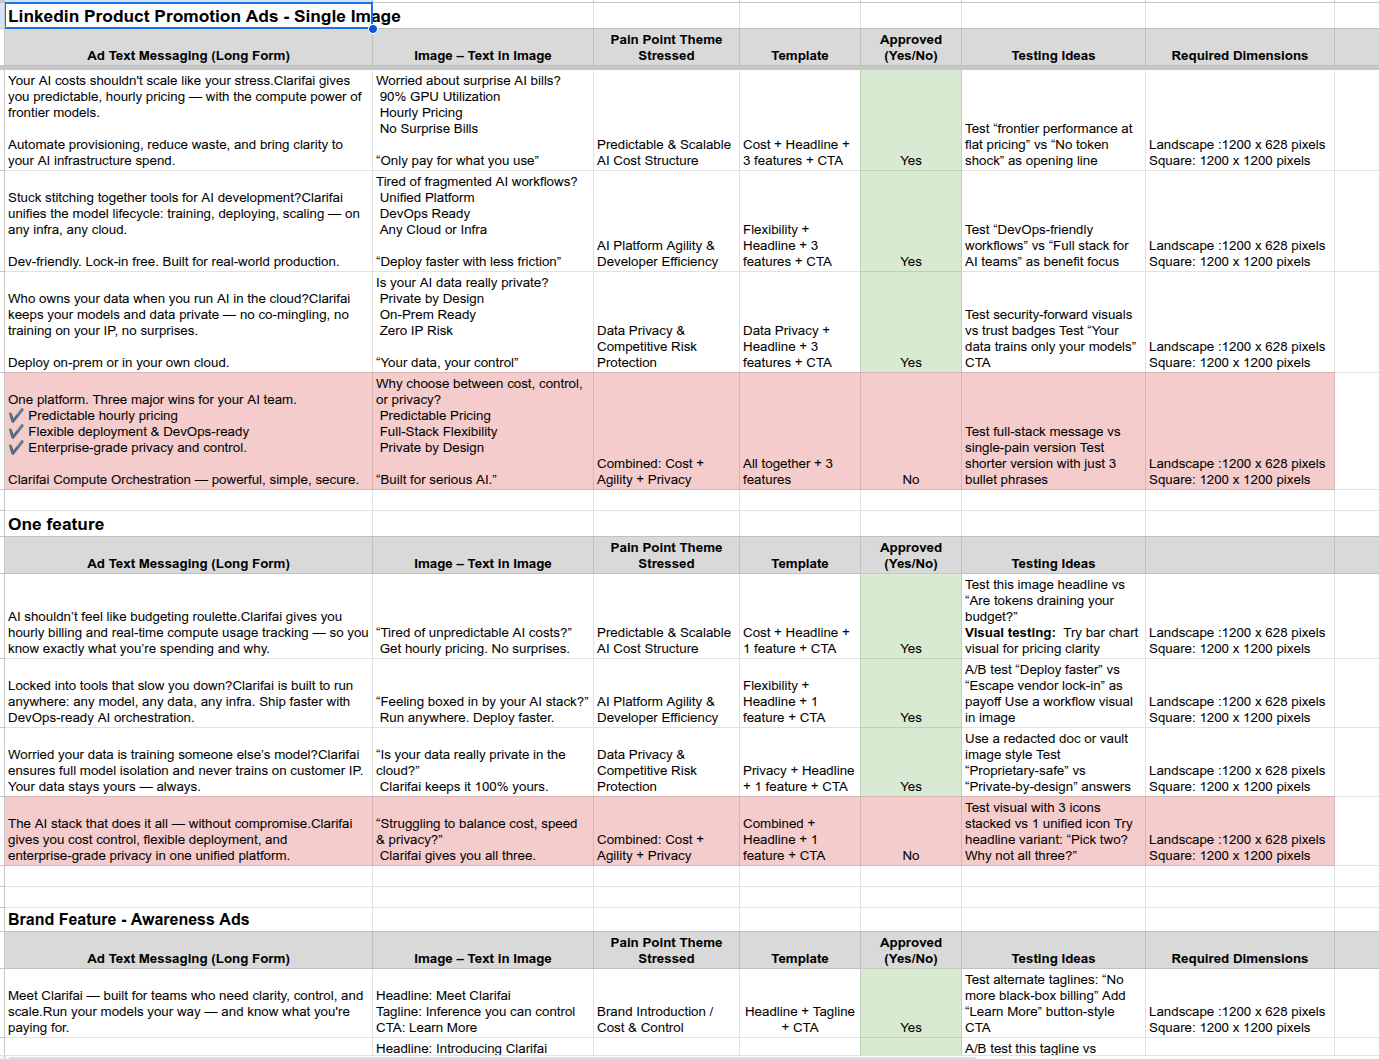 Linkedin Product Promotion Ads - Single Image
Ad Text Messaging (Long Form)
Image – Text in Image
Pain Point Theme
Stressed
Template
Approved
(Yes/No)
Testing Ideas
Required Dimensions
Your AI costs shouldn't scale like your stress.Clarifai gives
you predictable, hourly pricing — with the compute power of
frontier models.
Automate provisioning, reduce waste, and bring clarity to
your AI infrastructure spend.
Worried about surprise AI bills?
90% GPU Utilization
Hourly Pricing
No Surprise Bills
“Only pay for what you use”
Predictable & Scalable
AI Cost Structure
Cost + Headline +
3 features + CTA
Yes
Test “frontier performance at
flat pricing” vs “No token
shock” as opening line
Landscape :1200 x 628 pixels
Square: 1200 x 1200 pixels
Stuck stitching together tools for AI development?Clarifai
unifies the model lifecycle: training, deploying, scaling — on
any infra, any cloud.
Dev-friendly. Lock-in free. Built for real-world production.
Tired of fragmented AI workflows?
Unified Platform
DevOps Ready
Any Cloud or Infra
“Deploy faster with less friction”
AI Platform Agility &
Developer Efficiency
Flexibility +
Headline + 3
features + CTA
Yes
Test “DevOps-friendly
workflows” vs “Full stack for
AI teams” as benefit focus
Landscape :1200 x 628 pixels
Square: 1200 x 1200 pixels
Who owns your data when you run AI in the cloud?Clarifai
keeps your models and data private — no co-mingling, no
training on your IP, no surprises.
Deploy on-prem or in your own cloud.
Is your AI data really private?
Private by Design
On-Prem Ready
Zero IP Risk
“Your data, your control”
Data Privacy &
Competitive Risk
Protection
Data Privacy +
Headline + 3
features + CTA
Yes
Test security-forward visuals
vs trust badges Test “Your
data trains only your models”
CTA
Landscape :1200 x 628 pixels
Square: 1200 x 1200 pixels
One platform. Three major wins for your AI team.
✔ Predictable hourly pricing
✔ Flexible deployment & DevOps-ready
✔ Enterprise-grade privacy and control.
Clarifai Compute Orchestration — powerful, simple, secure.
Why choose between cost, control,
or privacy?
Predictable Pricing
Full-Stack Flexibility
Private by Design
“Built for serious AI.”
Combined: Cost +
Agility + Privacy
All together + 3
features
No
Test full-stack message vs
single-pain version Test
shorter version with just 3
bullet phrases
Landscape :1200 x 628 pixels
Square: 1200 x 1200 pixels
One feature
Ad Text Messaging (Long Form)
Image – Text in Image
Pain Point Theme
Stressed
Template
Approved
(Yes/No)
Testing Ideas
AI shouldn’t feel like budgeting roulette.Clarifai gives you
hourly billing and real-time compute usage tracking — so you
know exactly what you’re spending and why.
“Tired of unpredictable AI costs?”
Get hourly pricing. No surprises.
Predictable & Scalable
AI Cost Structure
Cost + Headline +
1 feature + CTA
Yes
Test this image headline vs
“Are tokens draining your
budget?”
Visual testing: Try bar chart
visual for pricing clarity
Landscape :1200 x 628 pixels
Square: 1200 x 1200 pixels
Locked into tools that slow you down?Clarifai is built to run
anywhere: any model, any data, any infra. Ship faster with
DevOps-ready AI orchestration.
“Feeling boxed in by your AI stack?”
Run anywhere. Deploy faster.
AI Platform Agility &
Developer Efficiency
Flexibility +
Headline + 1
feature + CTA
Yes
A/B test “Deploy faster” vs
“Escape vendor lock-in” as
payoff Use a workflow visual
in image
Landscape :1200 x 628 pixels
Square: 1200 x 1200 pixels
Worried your data is training someone else’s model?Clarifai
ensures full model isolation and never trains on customer IP.
Your data stays yours — always.
“Is your data really private in the
cloud?”
Clarifai keeps it 100% yours.
Data Privacy &
Competitive Risk
Protection
Privacy + Headline
+ 1 feature + CTA
Yes
Use a redacted doc or vault
image style Test
“Proprietary-safe” vs
“Private-by-design” answers
Landscape :1200 x 628 pixels
Square: 1200 x 1200 pixels
The AI stack that does it all — without compromise.Clarifai
gives you cost control, flexible deployment, and
enterprise-grade privacy in one unified platform.
“Struggling to balance cost, speed
& privacy?”
Clarifai gives you all three.
Combined: Cost +
Agility + Privacy
Combined +
Headline + 1
feature + CTA
No
Test visual with 3 icons
stacked vs 1 unified icon Try
headline variant: “Pick two?
Why not all three?”
Landscape :1200 x 628 pixels
Square: 1200 x 1200 pixels
Brand Feature - Awareness Ads
Ad Text Messaging (Long Form)
Image – Text in Image
Pain Point Theme
Stressed
Template
Approved
(Yes/No)
Testing Ideas
Required Dimensions
Meet Clarifai — built for teams who need clarity, control, and
scale.Run your models your way — and know what you're
paying for.
Headline: Meet Clarifai
Tagline: Inference you can control
CTA: Learn More
Brand Introduction /
Cost & Control
Headline + Tagline
+ CTA
Yes
Test alternate taglines: “No
more black-box billing” Add
“Learn More” button-style
CTA
Landscape :1200 x 628 pixels
Square: 1200 x 1200 pixels
Headline: Introducing Clarifai
A/B test this tagline vs